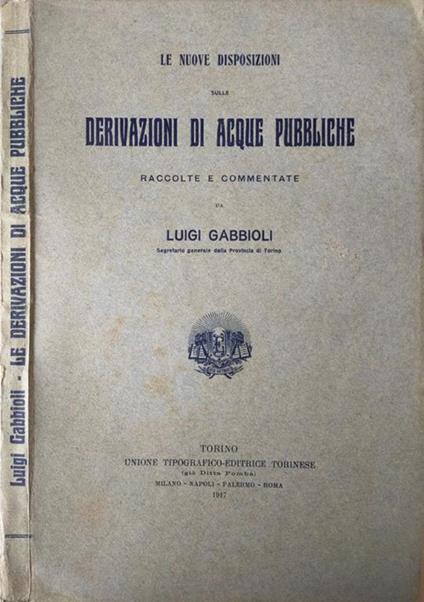 Luigi Gabbioli - LE DERIVAZIONI DI ACQUE PUBBLICHE
LE NUOVE DISPOSIZIONI
SULLE
DERIVAZIONI DI ACQUE PUBBLICHE
RACCOLTE E COMMENTATE
DA
LUIGI GABBIOLI
Segretario generale della Provincia di Torino
TORINO
UNIONE TIPOGRAFICO-EDITRICE TORINESE
(già Ditta Pomba)
MILANO - NAPOLI - PALERMO - ROMA
1917